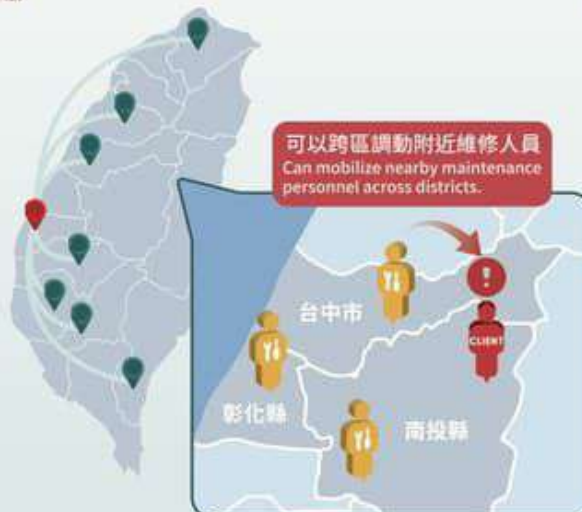 可以跨區調動附近維修人員
Can mobilize nearby maintenance
personnel across districts.
台中市
CLIENT
彰化縣
南投縣